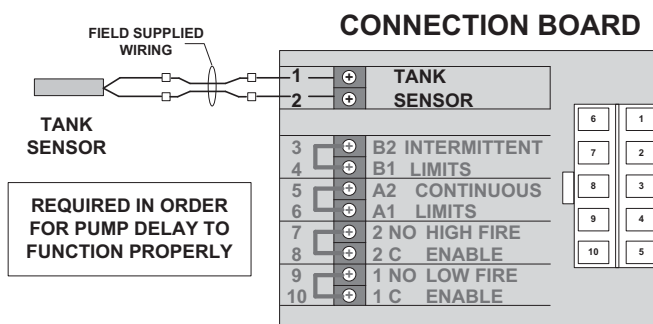 CONNECTION BOARD
FIELD SUPPLIED
WIRING
1 TANK
2 SENSOR
TANK
SENSOR
3 B2 INTERMITTENT
4 B1 LIMITS
5 A2 CONTINUOUS
6 A1 LIMITS
7 2 NO HIGH FIRE
8 2 C ENABLE
9 1 NO LOW FIRE
10 1 C ENABLE
REQUIRED IN ORDER
FOR PUMP DELAY TO
FUNCTION PROPERLY
6 1
7 2
8 3
9 4
10 5